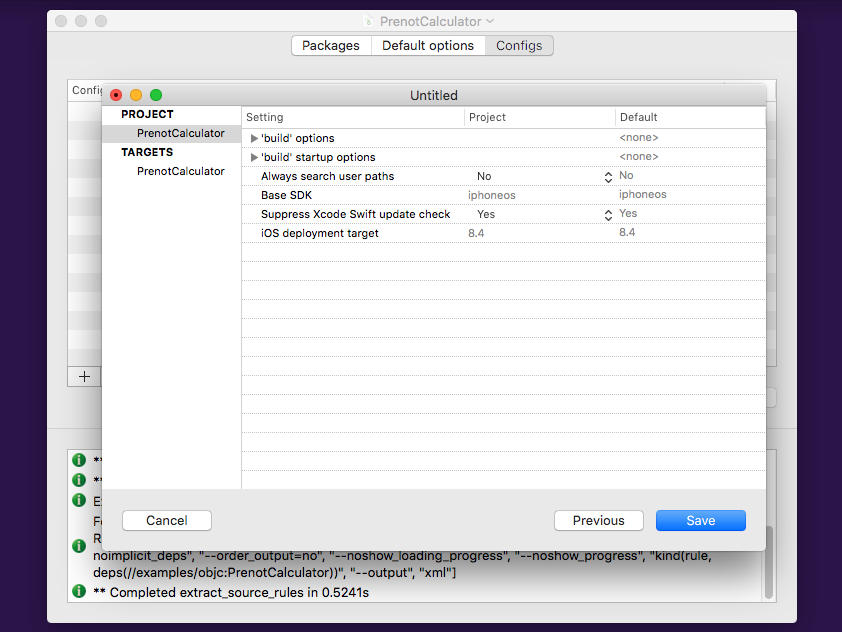 PrenotCalculator
Packages Default options Configs
Untitled
PROJECT
PrenotCalculator
TARGETS
PrenotCalculator
Setting Project Default
'build' options <none>
'build' startup options <none>
Always search user paths No No
Base SDK iphoneos iphoneos
Suppress Xcode Swift update check Yes Yes
iOS deployment target 8.4 8.4
Cancel Previous Save
noimplicit_deps", "--order_output=no", "--noshow_loading_progress", "--noshow_progress", "kind(rule,
deps(//examples/objc:PrenotCalculator))", "--output", "xml"]
** Completed extract_source_rules in 0.5241s